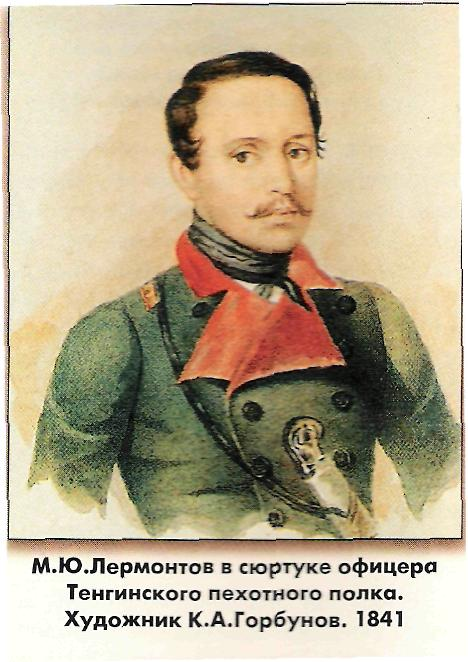 М.Ю.Лермонтов в сюртуке офицера
Тенгинского пехотного полка.
Художник К.А.Горбунов. 1841